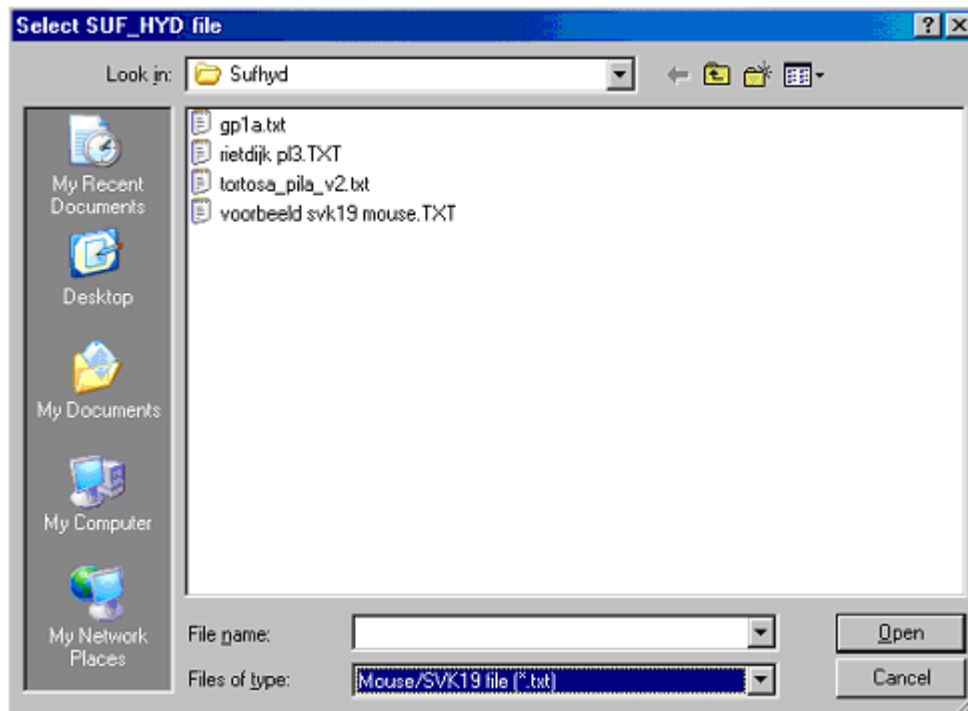 Select SUF_HYD file
Look in: Sufhyd
My Recent
Documents
Desktop
My Documents
My Computer
My Network
Places
gp1a.txt
rietdijk pl3.TXT
tortosa_pila_v2.txt
voorbeeld svk19 mouse.TXT
File name:
Open
Files of type: Mouse/SVK19 file (*.txt)
Cancel